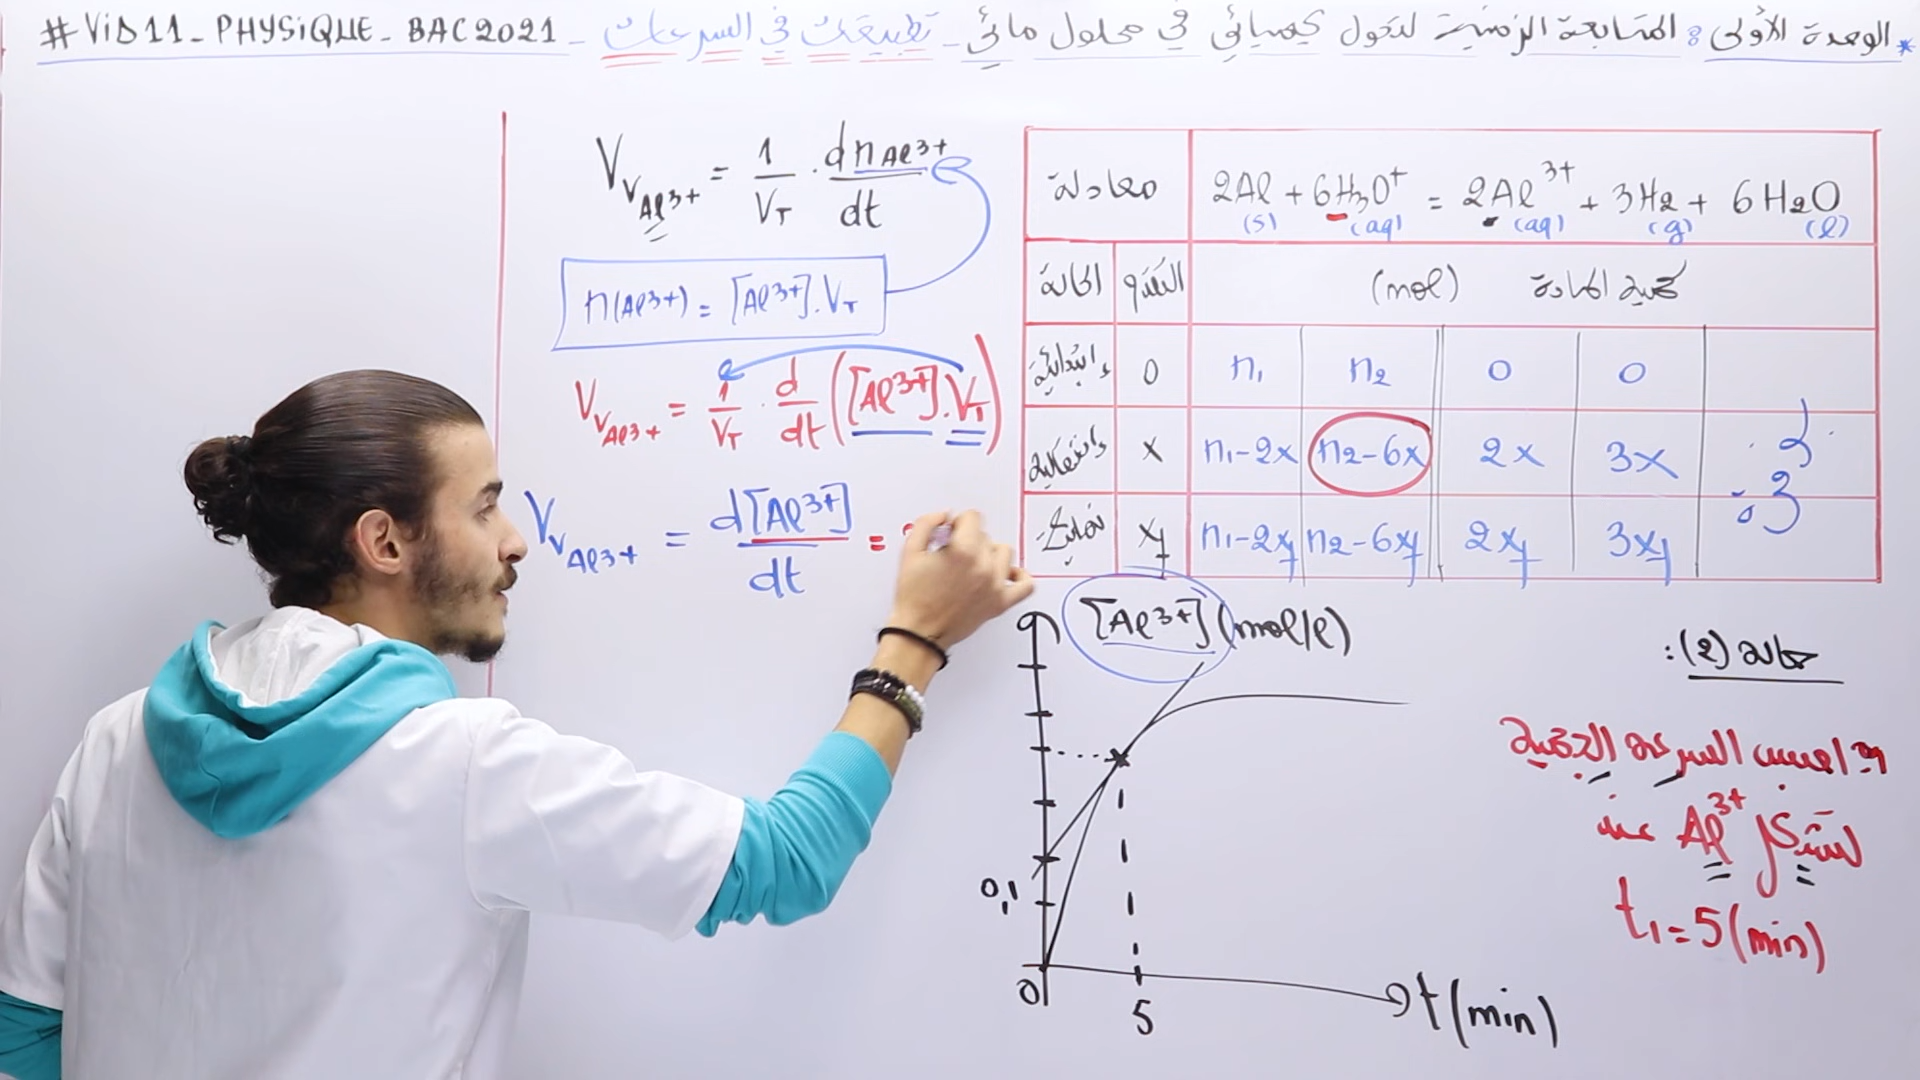 * الوحدة الأولى : المتابعة الزمنية لتحول كيميائي في محلول مائي - تطبيقات في السرعات - #ViD11_PHYSiQUE_BAC2021
V_VAl3+ = 1/V_T . dnAl3+/dt
n(Al3+) = [Al3+].V_T
V_VAl3+ = 1/V_T . d/dt ([Al3+].V_T)
V_VAl3+ = d[Al3+]/dt =
معادلة 2Al(s) + 6H3O+(aq) = 2Al3+(aq) + 3H2(g) + 6H2O(l)
الحالة التقدم كمية المادة (mol)
إبتدائية 0 n1 n2 0 0
إنتقالية x n1-2x n2-6x 2x 3x
xf n1-2xf n2-6xf 2xf 3xf
[Al3+](mol/l)
0,1
0
5
t(min)
حالة (2):
احسب السرعة الحجمية
لتشكل Al3+ عند
t1=5(min)